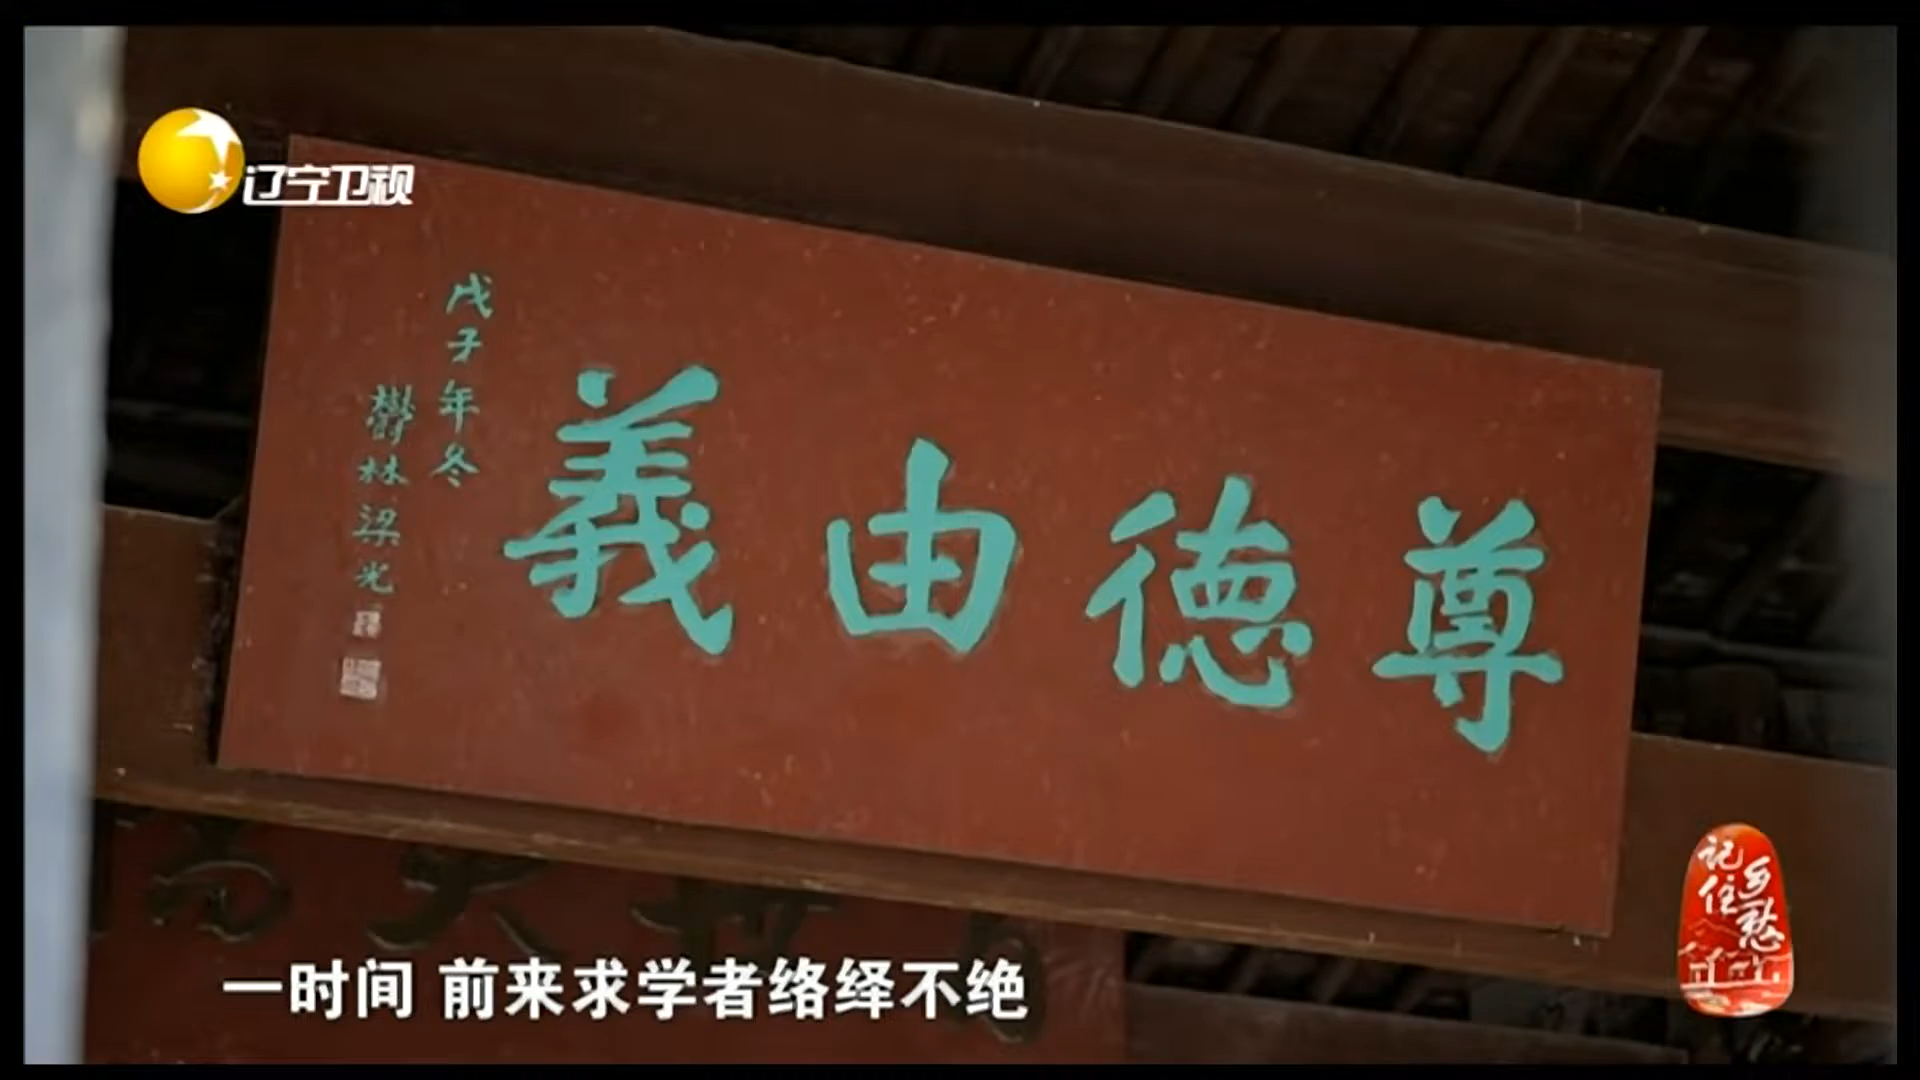 辽宁卫视
尊德由義
戊子年冬
欝林梁光
记住
乡愁
一时间 前来求学者络绎不绝